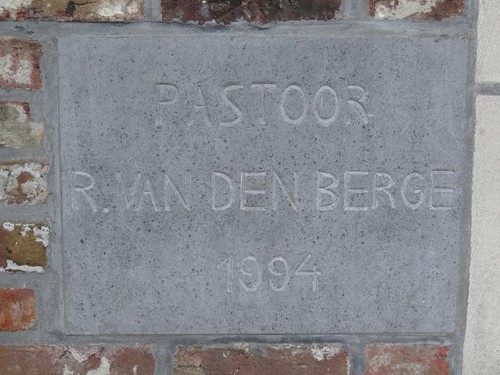 PASTOOR
R. VAN DEN BERGE
1994